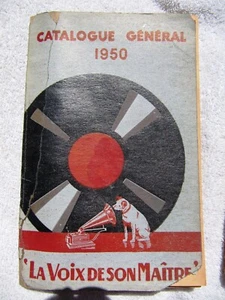 CATALOGUE GÉNÉRAL
1950
"LA VOIX DE SON MAÎTRE"